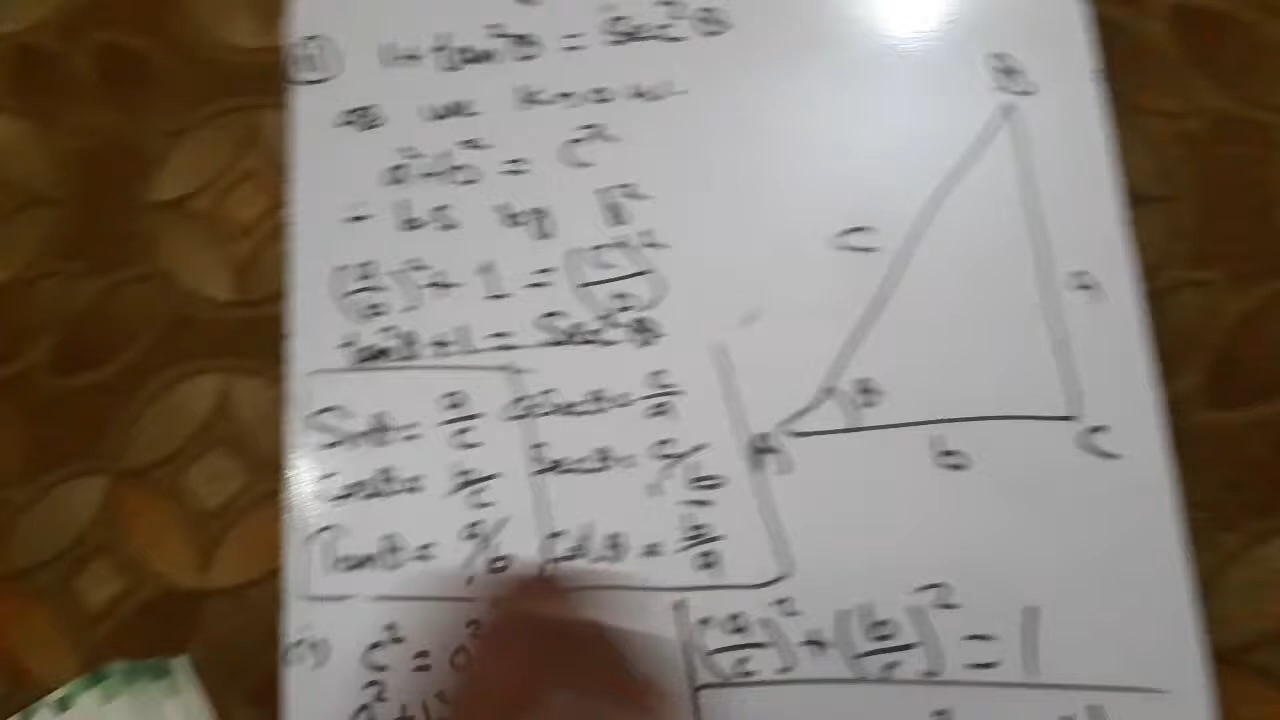 1+tan²θ = Sec²θ
as we know
a²+b² = c²
÷ bs by b²
(a/b)² + 1 = (c/b)²
tan²θ+1 = Sec²θ
Sinθ = a/c Cosecθ = c/a
Cosθ = b/c Secθ = c/b
Tanθ = a/b Cotθ = b/a
B
c
a
θ
A
b
C
c² =
(a/c)² + (b/c)² = 1